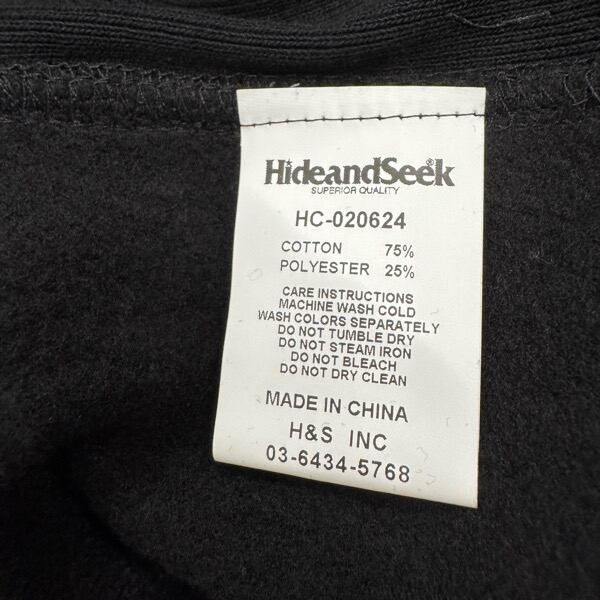 HideandSeek®
SUPERIOR QUALITY
HC-020624
COTTON 75%
POLYESTER 25%
CARE INSTRUCTIONS
MACHINE WASH COLD
WASH COLORS SEPARATELY
DO NOT TUMBLE DRY
DO NOT STEAM IRON
DO NOT BLEACH
DO NOT DRY CLEAN
MADE IN CHINA
H&S INC
03-6434-5768